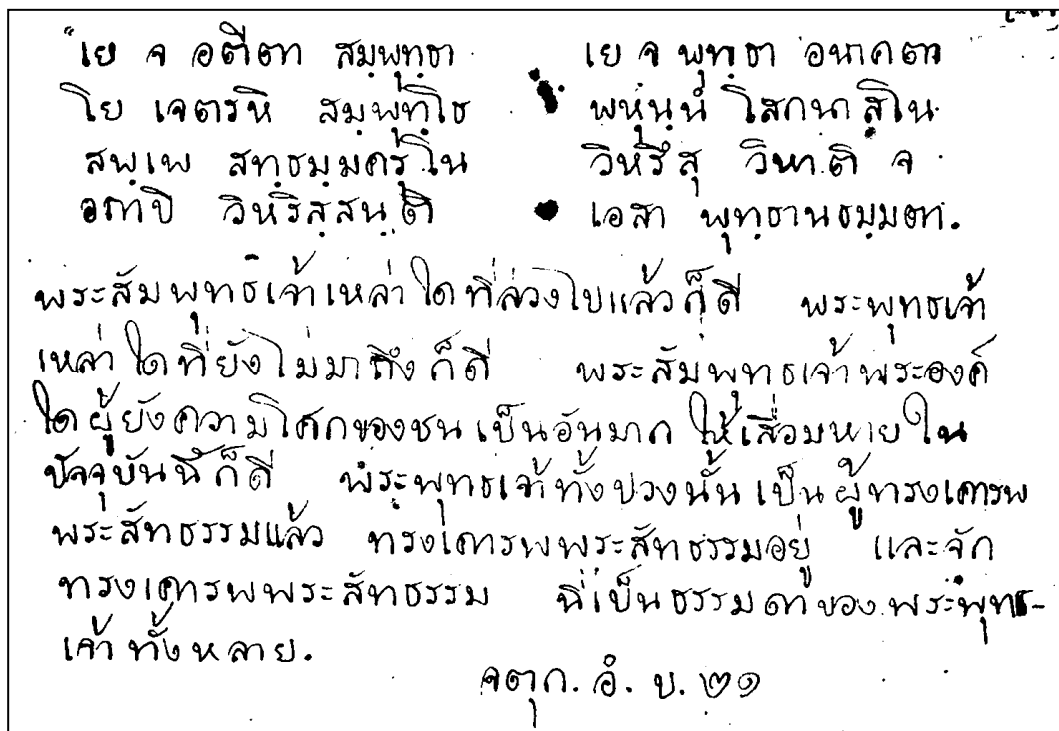 "เย จ อตีตา สมฺพุทฺธา เย จ พุทฺธา อนาคตา
โย เจตรหิ สมฺพุทฺโธ พหุนฺนํ โสกนาสโน
สพฺเพ สทฺธมฺมครุโน วิหรึสุ วิหาติ จ
อถาปิ วิหริสฺสนฺติ เอสา พุทฺธานธมฺมตา.
พระสัมพุทธเจ้าเหล่าใดที่ล่วงไปแล้วก็ดี พระพุทธเจ้า
เหล่าใดที่ยังไม่มาถึงก็ดี พระสัมพุทธเจ้าพระองค์
ใดผู้ยังความโศกของชนเป็นอันมาก ให้เสื่อมหายใน
ปัจจุบันนี้ก็ดี พระพุทธเจ้าทั้งปวงนั้นเป็นผู้ทรงเคารพ
พระสัทธรรมแล้ว ทรงเคารพพระสัทธรรมอยู่ และจัก
ทรงเคารพพระสัทธรรม นี่เป็นธรรมดาของพระพุทธ-
เจ้าทั้งหลาย.
จตุก. อํ. ๒๑